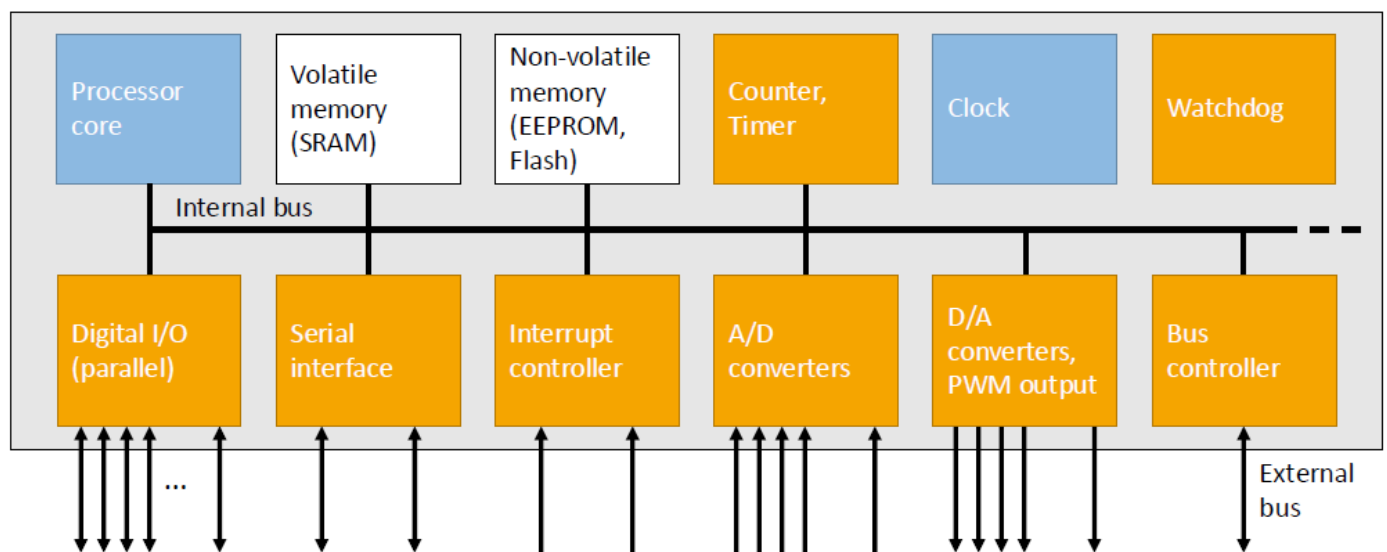 Processor
core
Volatile
memory
(SRAM)
Non-volatile
memory
(EEPROM,
Flash)
Counter,
Timer
Clock
Watchdog
Internal bus
Digital I/O
(parallel)
Serial
interface
Interrupt
controller
A/D
converters
D/A
converters,
PWM output
Bus
controller
...
External
bus